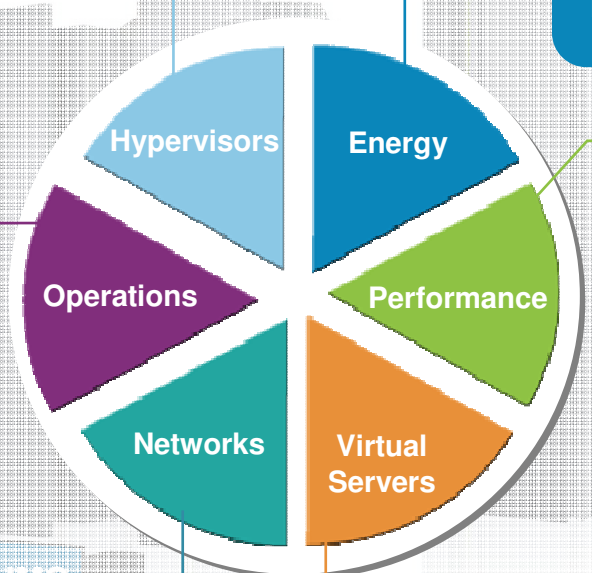 Hypervisors
Energy
Operations
Performance
Networks
Virtual
Servers